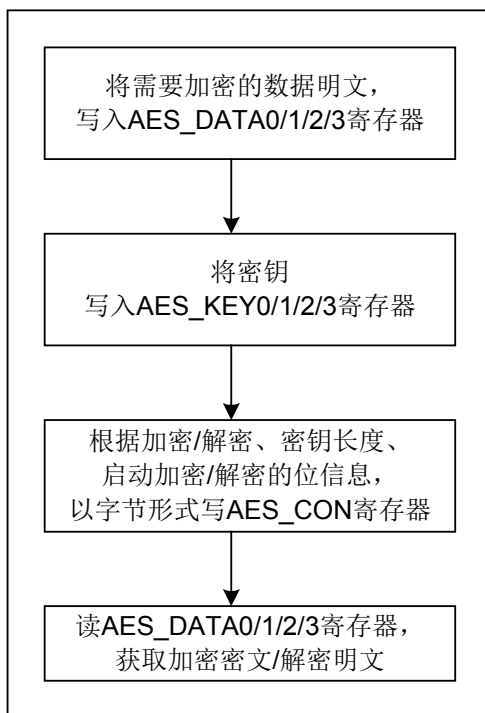 将需要加密的数据明文，
写入AES_DATA0/1/2/3寄存器
将密钥
写入AES_KEY0/1/2/3寄存器
根据加密/解密、密钥长度、
启动加密/解密的位信息，
以字节形式写AES_CON寄存器
读AES_DATA0/1/2/3寄存器，
获取加密密文/解密明文